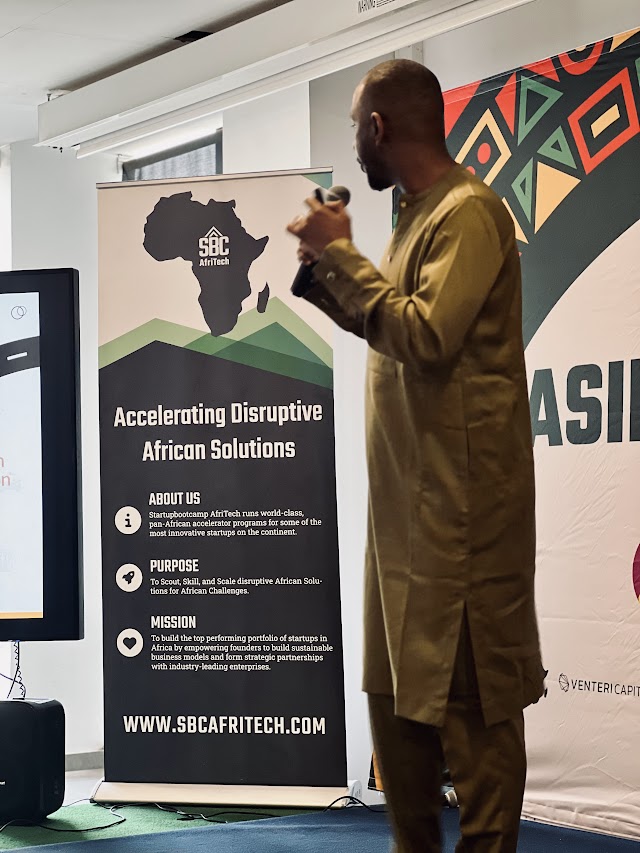 WARNING
SBC
AfriTech
Accelerating Disruptive
African Solutions
ABOUT US
Startupbootcamp AfriTech runs world-class,
pan-African accelerator programs for some of the
most innovative startups on the continent.
PURPOSE
To Scout, Skill, and Scale disruptive African Solu-
tions for African Challenges.
MISSION
To build the top performing portfolio of startups in
Africa by empowering founders to build sustainable
business models and form strategic partnerships
with industry-leading enterprises.
WWW.SBCAFRITECH.COM
n
on
ASI
VENTERICAPIT